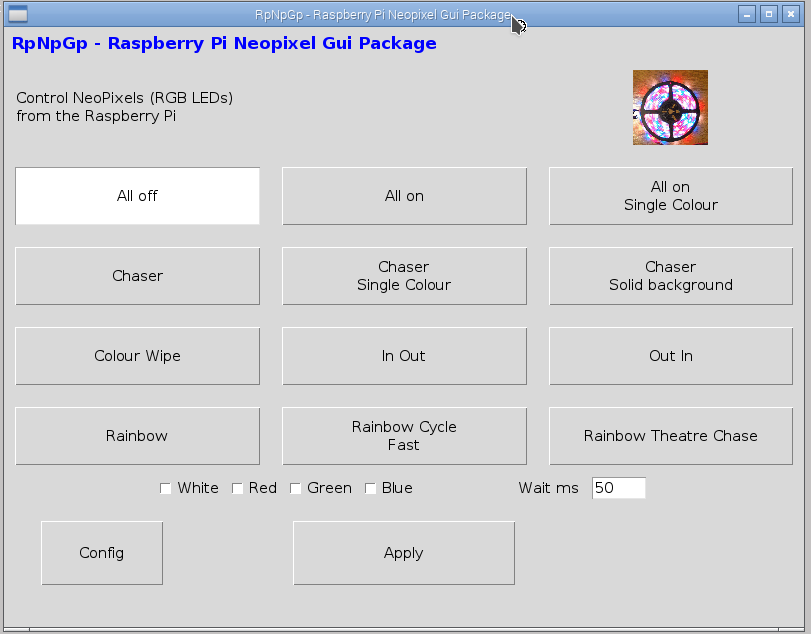 RpNpGp - Raspberry Pi Neopixel Gui Package
RpNpGp - Raspberry Pi Neopixel Gui Package
Control NeoPixels (RGB LEDs)
from the Raspberry Pi
All off
All on
All on
Single Colour
Chaser
Chaser
Single Colour
Chaser
Solid background
Colour Wipe
In Out
Out In
Rainbow
Rainbow Cycle
Fast
Rainbow Theatre Chase
White Red Green Blue Wait ms 50
Config
Apply